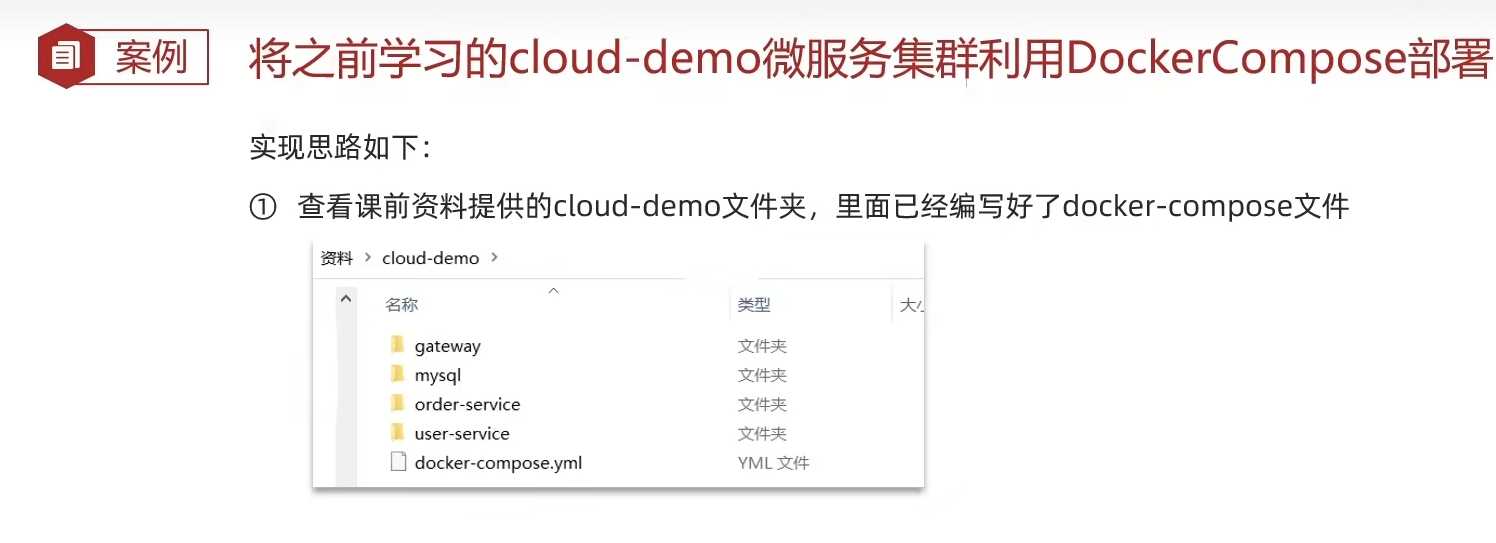 案例
将之前学习的cloud-demo微服务集群利用DockerCompose部署
实现思路如下：
① 查看课前资料提供的cloud-demo文件夹，里面已经编写好了docker-compose文件
资料 > cloud-demo >
名称 类型 大小
gateway 文件夹
mysql 文件夹
order-service 文件夹
user-service 文件夹
docker-compose.yml YML 文件